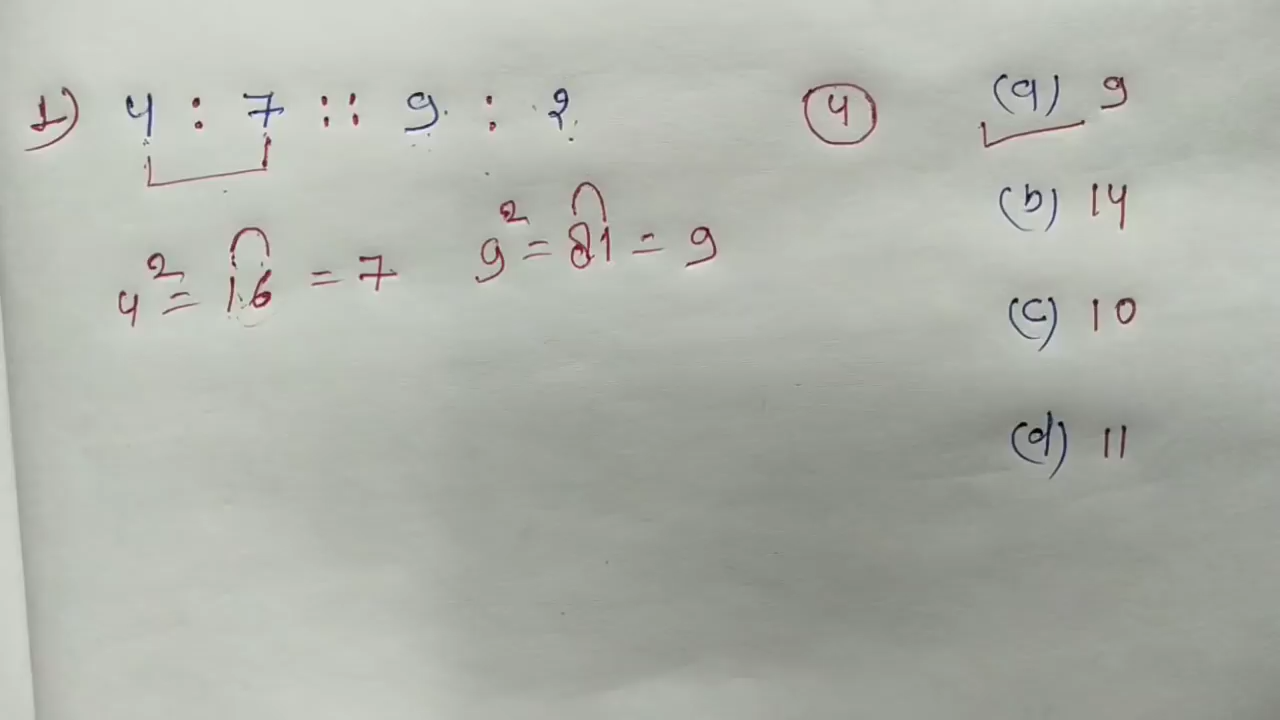 1) 4 : 7 :: 9 : ?
4² = 16 = 7
9² = 81 = 9
4
(a) 9
(b) 14
(c) 10
(d) 11